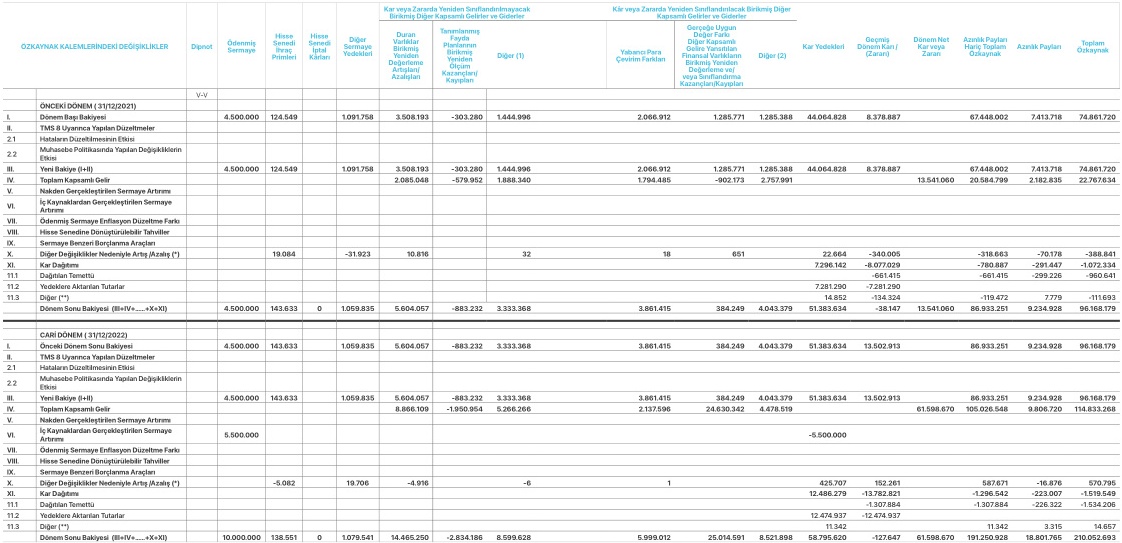 Kar veya Zararda Yeniden Sınıflandırılmayacak Birikmiş Diğer Kapsamlı Gelirler ve Giderler
Kâr veya Zararda Yeniden Sınıflandırılacak Birikmiş Diğer Kapsamlı Gelirler ve Giderler
ÖZKAYNAK KALEMLERİNDEKİ DEĞİŞİKLİKLER Dipnot Ödenmiş Sermaye Hisse Senedi İhraç Primleri Hisse Senedi İptal Kârları Diğer Sermaye Yedekleri Duran Varlıklar Birikmiş Yeniden Değerleme Artışları/Azalışları Tanımlanmış Fayda Planlarının Birikmiş Yeniden Ölçüm Kazançları/Kayıpları Diğer (1) Yabancı Para Çevirim Farkları Gerçeğe Uygun Değer Farkı Diğer Kapsamlı Gelire Yansıtılan Finansal Varlıkların Birikmiş Yeniden Değerleme ve/veya Sınıflandırma Kazançları/Kayıpları Diğer (2) Kar Yedekleri Geçmiş Dönem Karı / (Zararı) Dönem Net Kar veya Zararı Azınlık Payları Hariç Toplam Özkaynak Azınlık Payları Toplam Özkaynak
V-V
ÖNCEKİ DÖNEM ( 31/12/2021)
I. Dönem Başı Bakiyesi 4.500.000 124.549 1.091.758 3.508.193 -303.280 1.444.996 2.066.912 1.285.771 1.285.388 44.064.828 8.378.887 67.448.002 7.413.718 74.861.720
II. TMS 8 Uyarınca Yapılan Düzeltmeler
2.1 Hataların Düzeltilmesinin Etkisi
2.2 Muhasebe Politikasında Yapılan Değişikliklerin Etkisi
III. Yeni Bakiye (I+II) 4.500.000 124.549 1.091.758 3.508.193 -303.280 1.444.996 2.066.912 1.285.771 1.285.388 44.064.828 8.378.887 67.448.002 7.413.718 74.861.720
IV. Toplam Kapsamlı Gelir 2.085.048 -579.952 1.888.340 1.794.485 -902.173 2.757.991 13.541.060 20.584.799 2.182.835 22.767.634
V. Nakden Gerçekleştirilen Sermaye Artırımı
VI. İç Kaynaklardan Gerçekleştirilen Sermaye Artırımı
VII. Ödenmiş Sermaye Enflasyon Düzeltme Farkı
VIII. Hisse Senedine Dönüştürülebilir Tahviller
IX. Sermaye Benzeri Borçlanma Araçları
X. Diğer Değişiklikler Nedeniyle Artış /Azalış (*) 19.084 -31.923 10.816 32 18 651 22.664 -340.005 -318.663 -70.178 -388.841
XI. Kar Dağıtımı 7.296.142 -8.077.029 -780.887 -291.447 -1.072.334
11.1 Dağıtılan Temettü -661.415 -661.415 -299.226 -960.641
11.2 Yedeklere Aktarılan Tutarlar 7.281.290 -7.281.290
11.3 Diğer (**) 14.852 -134.324 -119.472 7.779 -111.693
Dönem Sonu Bakiyesi (III+IV+......+X+XI) 4.500.000 143.633 0 1.059.835 5.604.057 -883.232 3.333.368 3.861.415 384.249 4.043.379 51.383.634 -38.147 13.541.060 86.933.251 9.234.928 96.168.179
CARİ DÖNEM ( 31/12/2022)
I. Önceki Dönem Sonu Bakiyesi 4.500.000 143.633 1.059.835 5.604.057 -883.232 3.333.368 3.861.415 384.249 4.043.379 51.383.634 13.502.913 86.933.251 9.234.928 96.168.179
II. TMS 8 Uyarınca Yapılan Düzeltmeler
2.1 Hataların Düzeltilmesinin Etkisi
2.2 Muhasebe Politikasında Yapılan Değişikliklerin Etkisi
III. Yeni Bakiye (I+II) 4.500.000 143.633 1.059.835 5.604.057 -883.232 3.333.368 3.861.415 384.249 4.043.379 51.383.634 13.502.913 86.933.251 9.234.928 96.168.179
IV. Toplam Kapsamlı Gelir 8.866.109 -1.950.954 5.266.266 2.137.596 24.630.342 4.478.519 61.598.670 105.026.548 9.806.720 114.833.268
V. Nakden Gerçekleştirilen Sermaye Artırımı
VI. İç Kaynaklardan Gerçekleştirilen Sermaye Artırımı 5.500.000 -5.500.000
VII. Ödenmiş Sermaye Enflasyon Düzeltme Farkı
VIII. Hisse Senedine Dönüştürülebilir Tahviller
IX. Sermaye Benzeri Borçlanma Araçları
X. Diğer Değişiklikler Nedeniyle Artış /Azalış (*) -5.082 19.706 -4.916 -6 1 425.707 152.261 587.671 -16.876 570.795
XI. Kar Dağıtımı 12.486.279 -13.782.821 -1.296.542 -223.007 -1.519.549
11.1 Dağıtılan Temettü -1.307.884 -1.307.884 -226.322 -1.534.206
11.2 Yedeklere Aktarılan Tutarlar 12.474.937 -12.474.937
11.3 Diğer (**) 11.342 11.342 3.315 14.657
Dönem Sonu Bakiyesi (III+IV+......+X+XI) 10.000.000 138.551 0 1.079.541 14.465.250 -2.834.186 8.599.628 5.999.012 25.014.591 8.521.898 58.795.620 -127.647 61.598.670 191.250.928 18.801.765 210.052.693